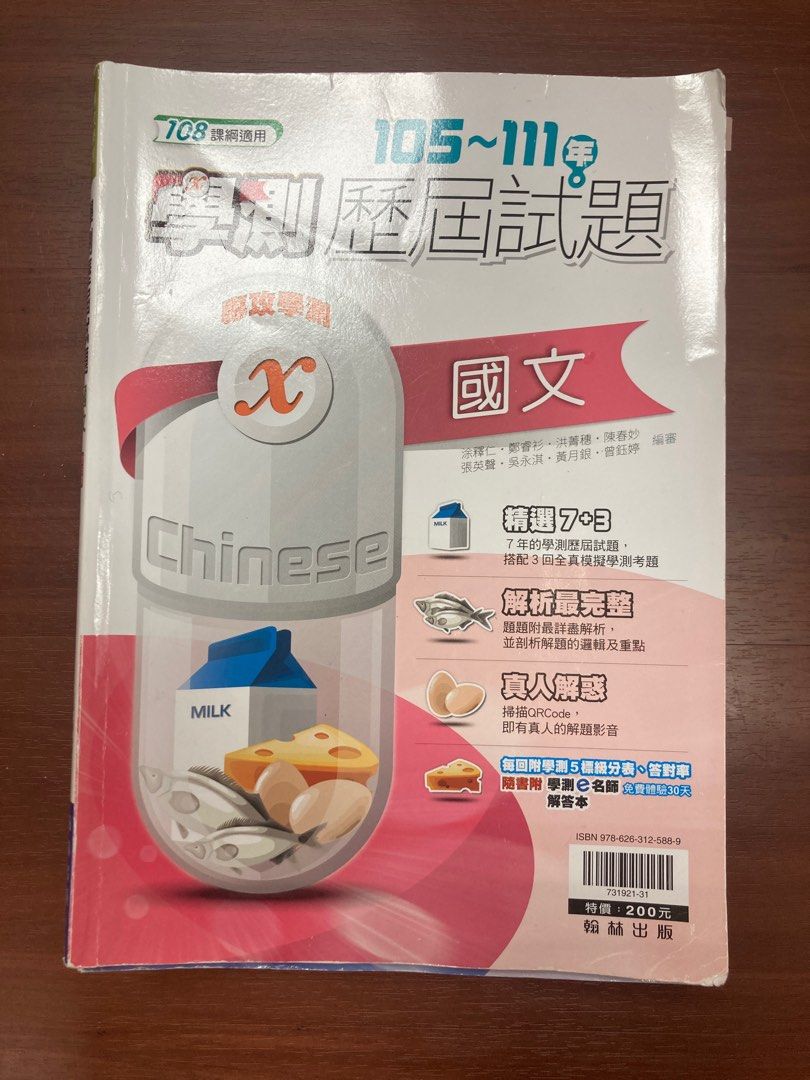 108課綱適用
105~111年
學測歷屆試題
x
國文
涂釋仁・鄭睿衫・洪菁穗・陳春妙
張英聲・吳永淇・黃月銀・曾鈺婷 編審
Chinese
MILK
MILK
精選7+3
7年的學測歷屆試題，
搭配3回全真模擬學測考題
解析最完整
題題附最詳盡解析，
並剖析解題的邏輯及重點
真人解惑
掃描QRCode，
即有真人的解題影音
每回附學測5標級分表、答對率
隨書附 學測e名師 免費體驗30天
解答本
ISBN 978-626-312-588-9
731921-31
特價：200元
翰林出版